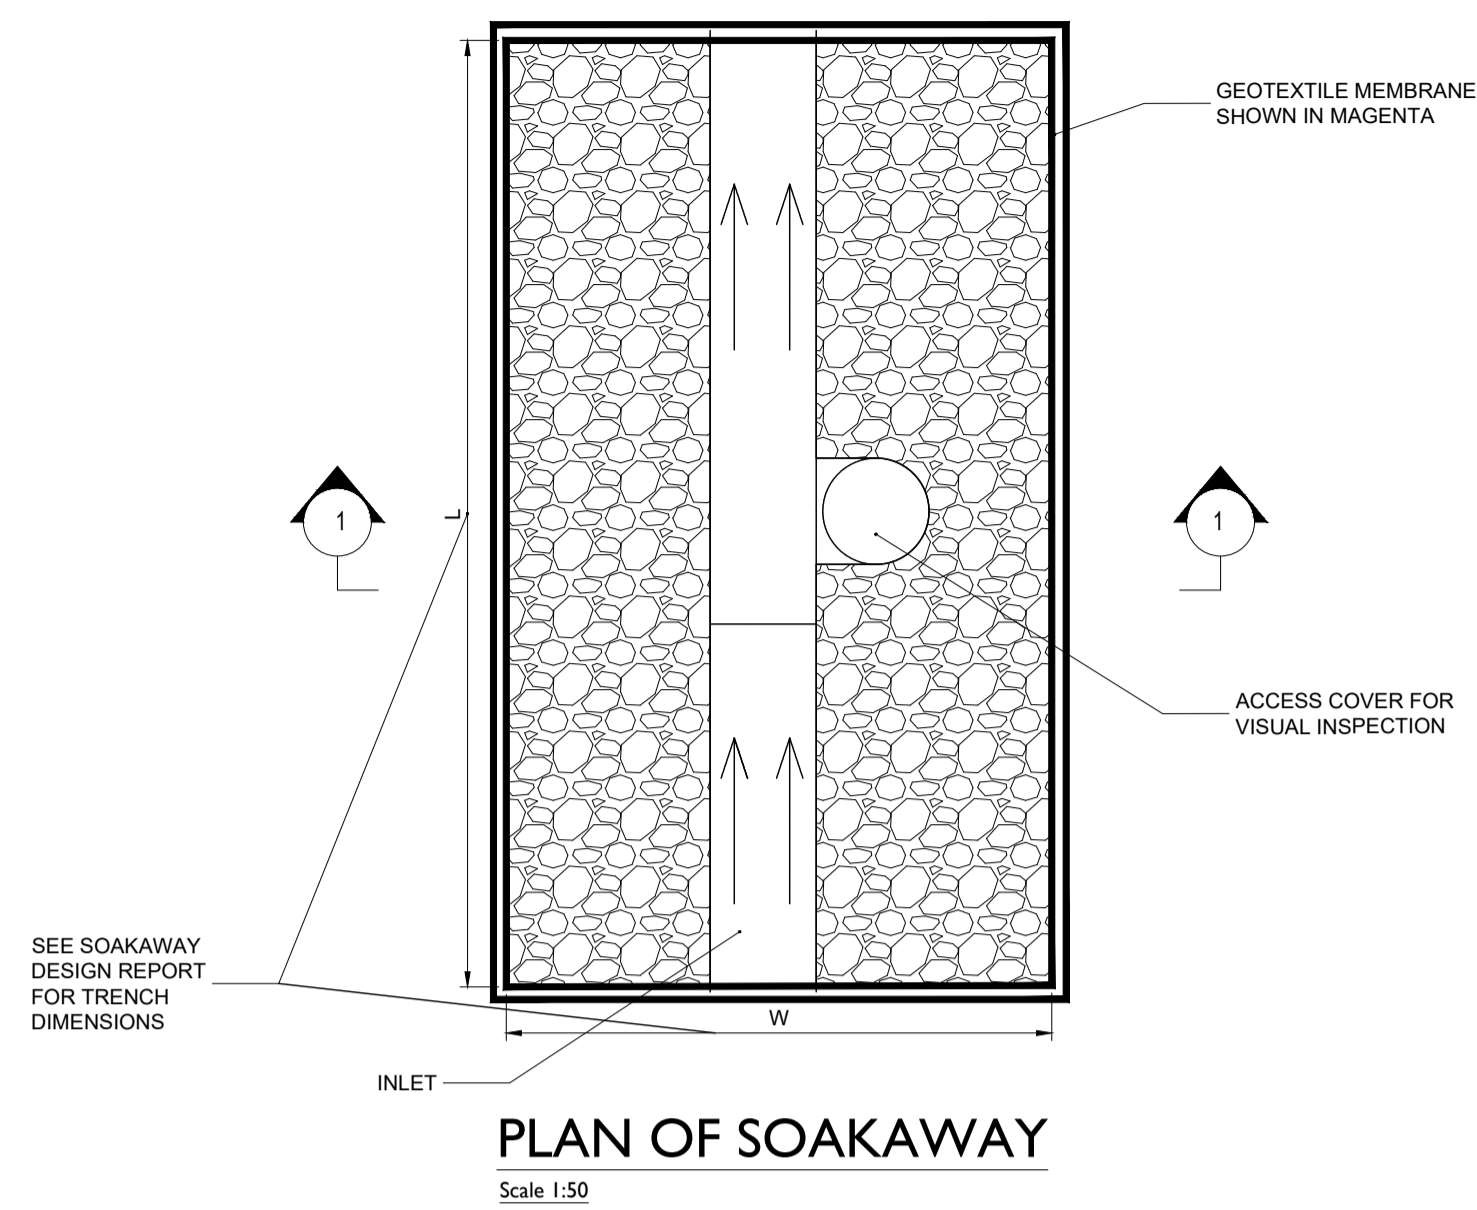 GEOTEXTILE MEMBRANE
SHOWN IN MAGENTA
1
L
1
ACCESS COVER FOR
VISUAL INSPECTION
SEE SOAKAWAY
DESIGN REPORT
FOR TRENCH
DIMENSIONS
W
INLET
PLAN OF SOAKAWAY
Scale 1:50